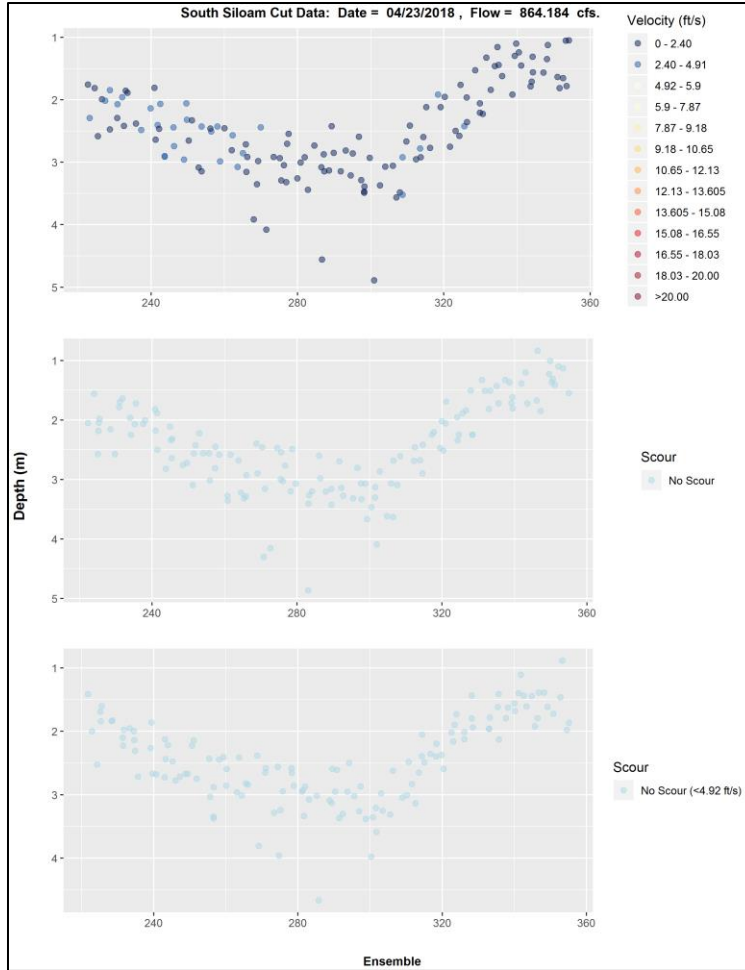 South Siloam Cut Data: Date = 04/23/2018 , Flow = 864.184 cfs.
Velocity (ft/s)
0 - 2.40
2.40 - 4.91
4.92 - 5.9
5.9 - 7.87
7.87 - 9.18
9.18 - 10.65
10.65 - 12.13
12.13 - 13.605
13.605 - 15.08
15.08 - 16.55
16.55 - 18.03
18.03 - 20.00
>20.00
1
2
3
4
5
240
280
320
360
Depth (m)
1
2
3
4
5
240
280
320
360
Scour
No Scour
1
2
3
4
240
280
320
360
Scour
No Scour (<4.92 ft/s)
Ensemble